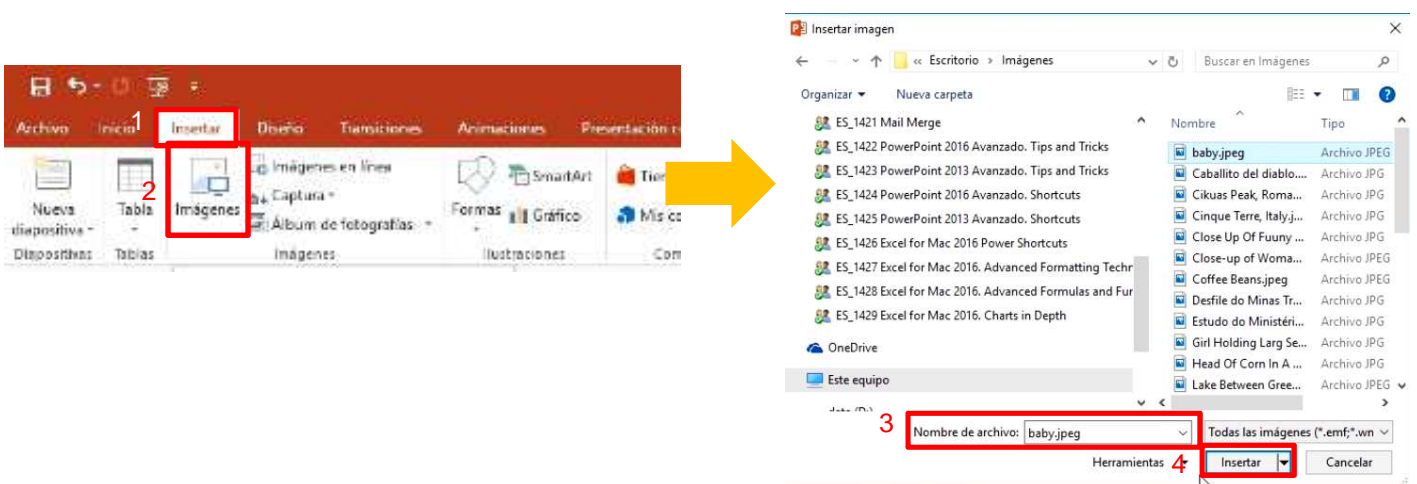 1
Archivo Inicio Insertar Diseño Transiciones Animaciones
2
Nueva diapositiva
Tabla
Imágenes
Imágenes en línea
Captura
Álbum de fotografías
Formas
SmartArt
Gráfico
Mis
Diapositivas Tablas Imágenes Ilustraciones
Insertar imagen
« Escritorio > Imágenes
Buscar en Imágenes
Organizar Nueva carpeta
ES_1421 Mail Merge
ES_1422 PowerPoint 2016 Avanzado. Tips and Tricks
ES_1423 PowerPoint 2013 Avanzado. Tips and Tricks
ES_1424 PowerPoint 2016 Avanzado. Shortcuts
ES_1425 PowerPoint 2013 Avanzado. Shortcuts
ES_1426 Excel for Mac 2016 Power Shortcuts
ES_1427 Excel for Mac 2016. Advanced Formatting Techr
ES_1428 Excel for Mac 2016. Advanced Formulas and Fur
ES_1429 Excel for Mac 2016. Charts in Depth
OneDrive
Este equipo
Nombre Tipo
baby.jpeg Archivo JPEG
Caballito del diablo.... Archivo JPG
Cikuas Peak, Roma... Archivo JPG
Cinque Terre, Italy.j... Archivo JPG
Close Up Of Fuuny ... Archivo JPG
Close-up of Woma... Archivo JPEG
Coffee Beans.jpeg Archivo JPEG
Desfile do Minas Tr... Archivo JPG
Estudo do Ministéri... Archivo JPG
Girl Holding Larg Se... Archivo JPG
Head Of Corn In A ... Archivo JPG
Lake Between Gree... Archivo JPEG
3
Nombre de archivo: baby.jpeg
Todas las imágenes (*.emf;*.wn
Herramientas 4 Insertar Cancelar